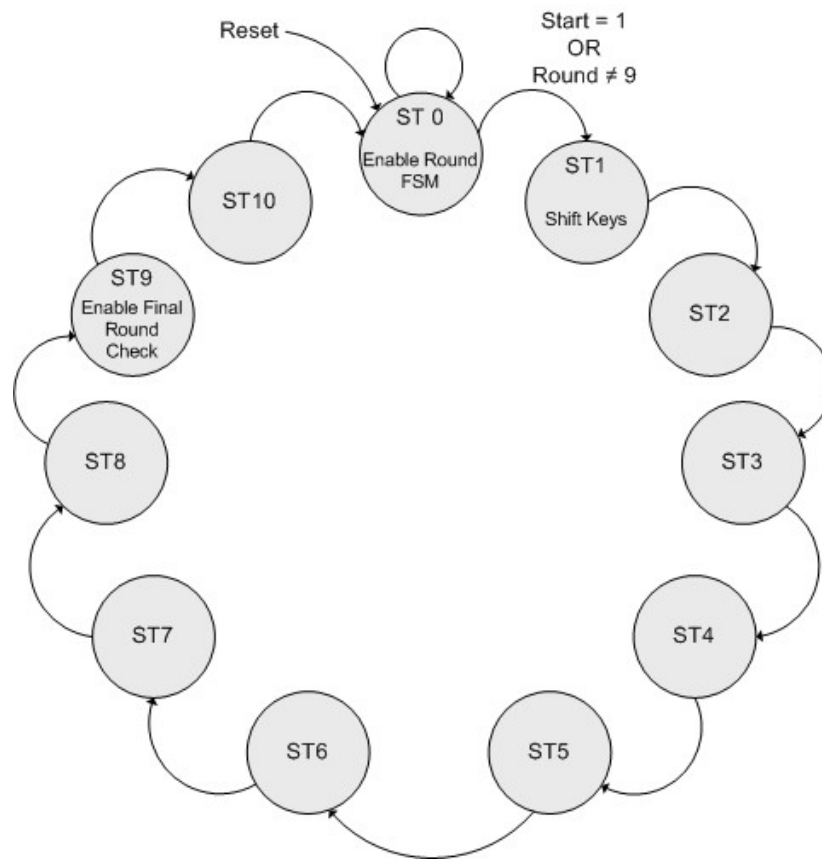 Reset
Start = 1
OR
Round ≠ 9
ST 0
Enable Round
FSM
ST1
Shift Keys
ST2
ST3
ST4
ST5
ST6
ST7
ST8
ST9
Enable Final
Round
Check
ST10